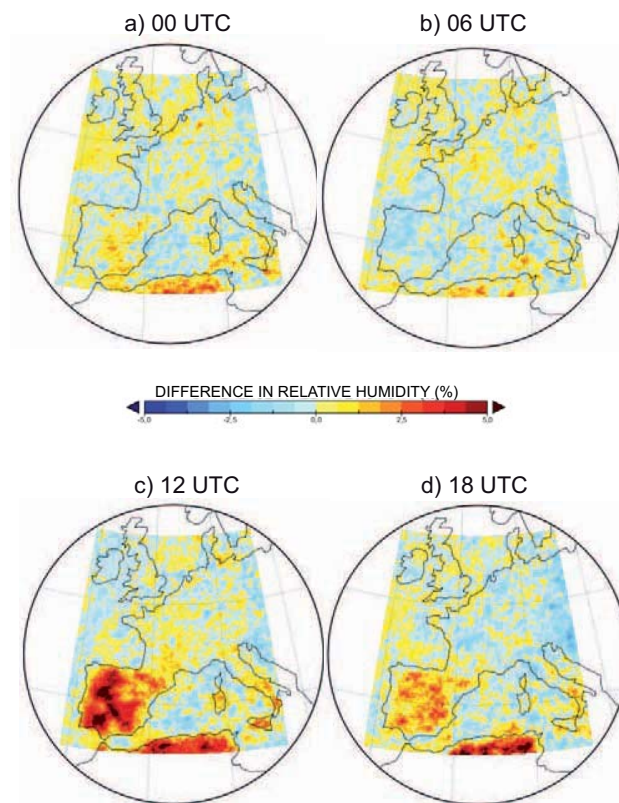 a) 00 UTC
b) 06 UTC
DIFFERENCE IN RELATIVE HUMIDITY (%)
-5,0 -2,5 0,0 2,5 5,0
c) 12 UTC
d) 18 UTC